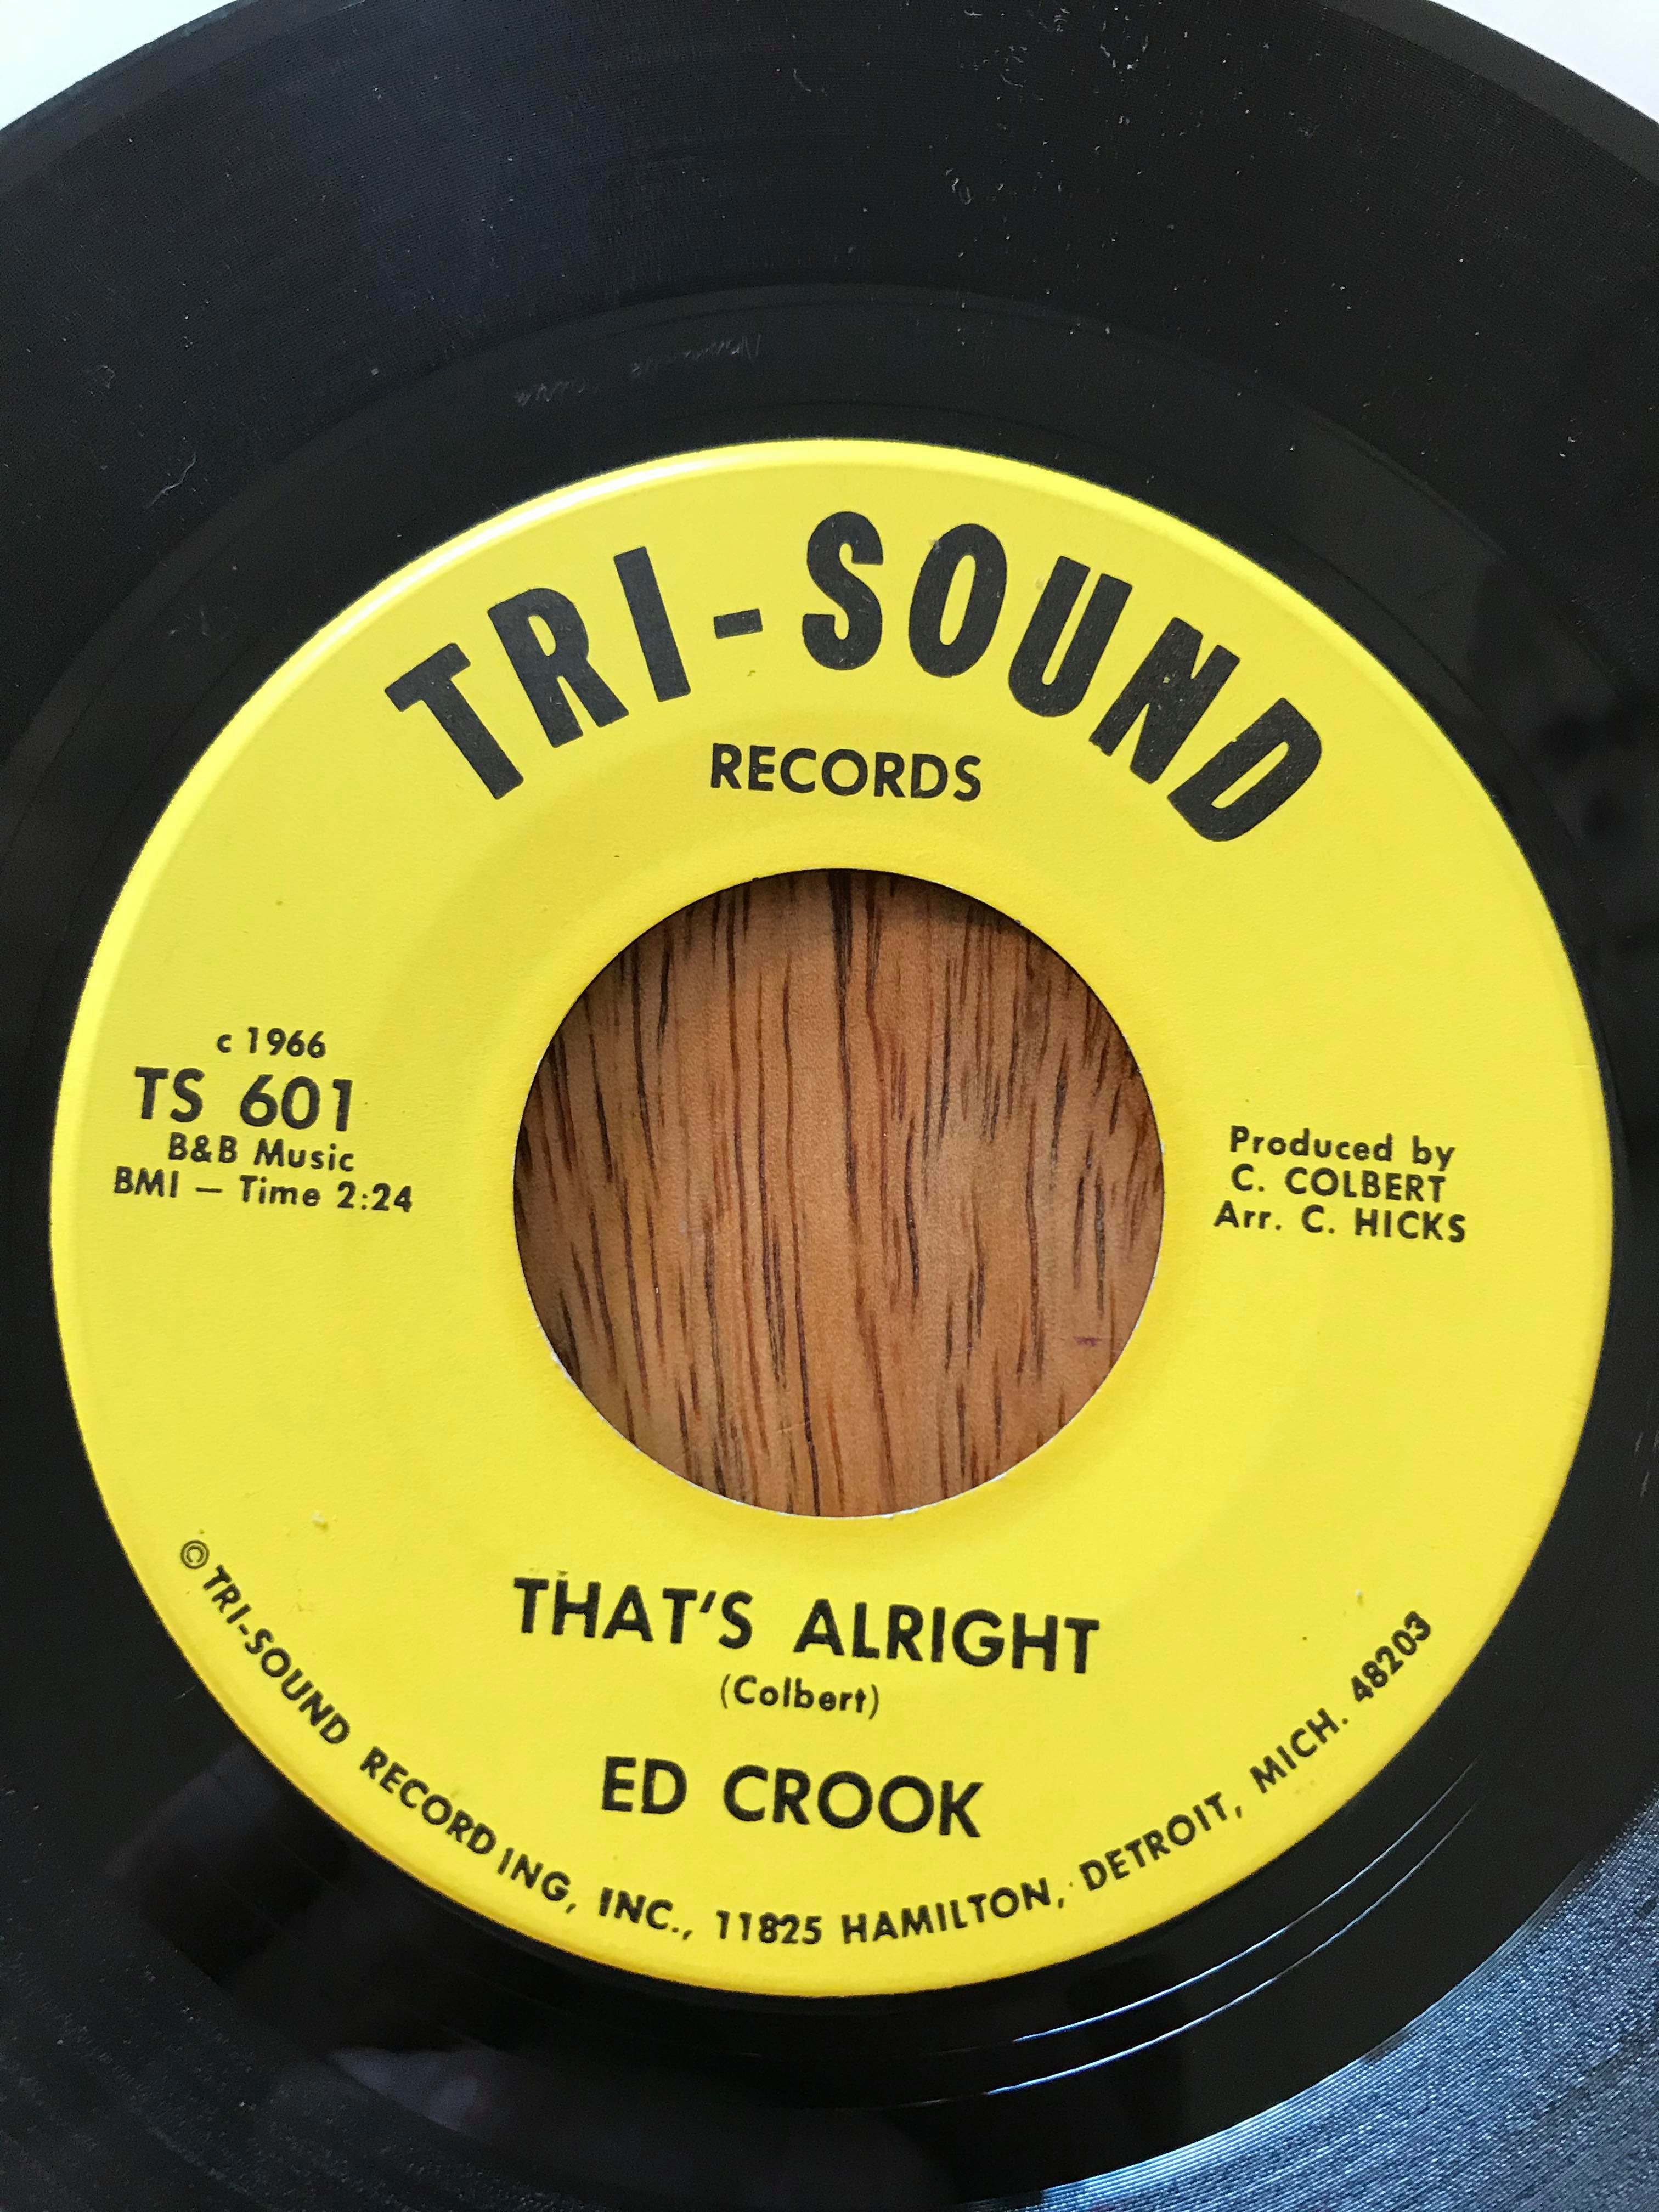 TRI-SOUND
RECORDS
c 1966
TS 601
B&B Music
BMI — Time 2:24
Produced by
C. COLBERT
Arr. C. HICKS
THAT'S ALRIGHT
(Colbert)
ED CROOK
© TRI-SOUND RECORDING, INC., 11825 HAMILTON, DETROIT, MICH. 48203